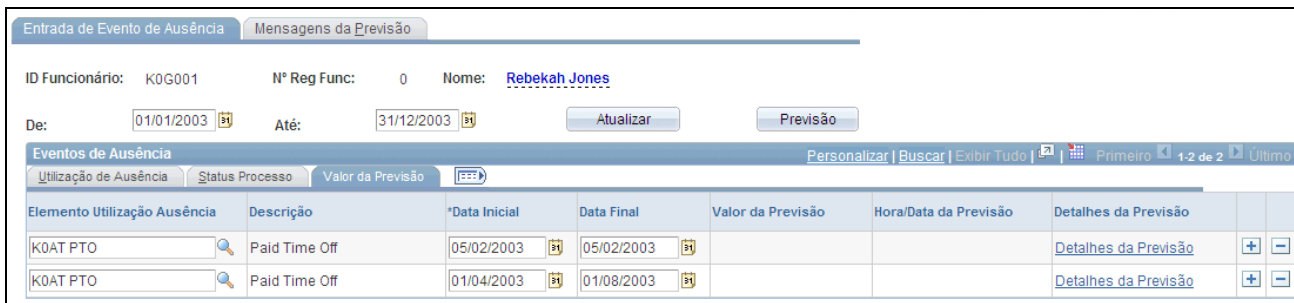 Entrada de Evento de Ausência Mensagens da Previsão
ID Funcionário: K0G001 Nº Reg Func: 0 Nome: Rebekah Jones
De: 01/01/2003 Até: 31/12/2003 Atualizar Previsão
Eventos de Ausência Personalizar | Buscar | Exibir Tudo | | Primeiro 1-2 de 2 Último
Utilização de Ausência Status Processo Valor da Previsão
Elemento Utilização Ausência Descrição *Data Inicial Data Final Valor da Previsão Hora/Data da Previsão Detalhes da Previsão
K0AT PTO Paid Time Off 05/02/2003 05/02/2003 Detalhes da Previsão + -
K0AT PTO Paid Time Off 01/04/2003 01/08/2003 Detalhes da Previsão + -